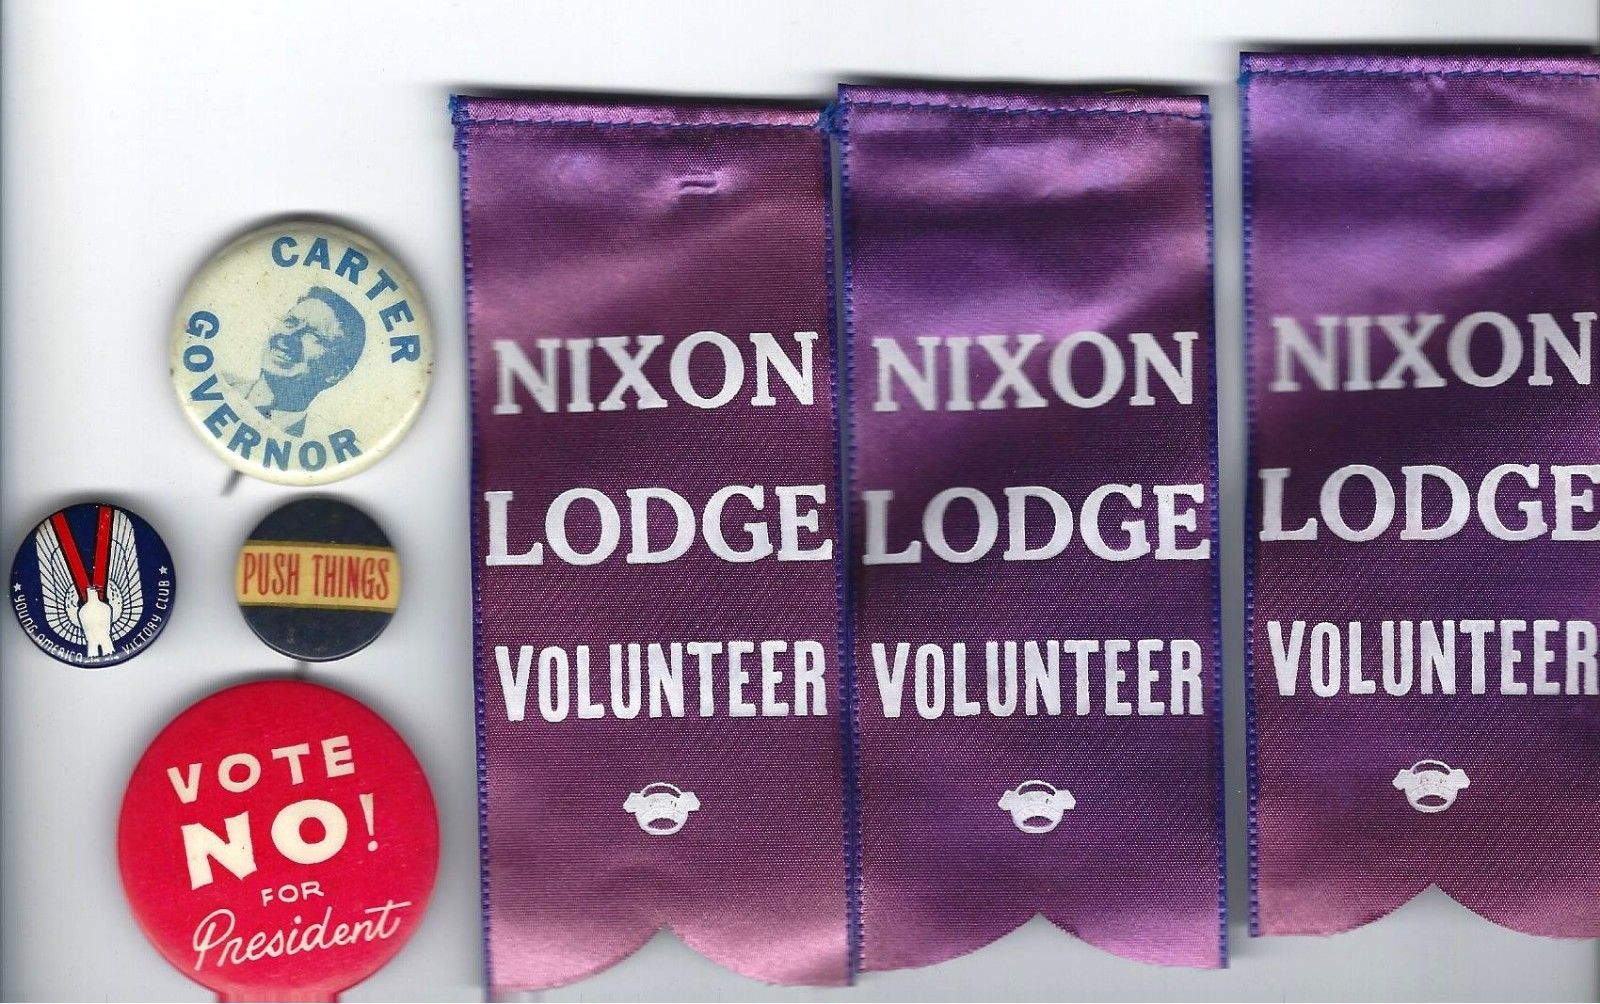 CARTER
GOVERNOR
★ YOUNG AMERICA VICTORY CLUB ★
PUSH THINGS
VOTE
NO!
FOR
President
NIXON
LODGE
VOLUNTEER
NIXON
LODGE
VOLUNTEER
NIXON
LODGE
VOLUNTEER